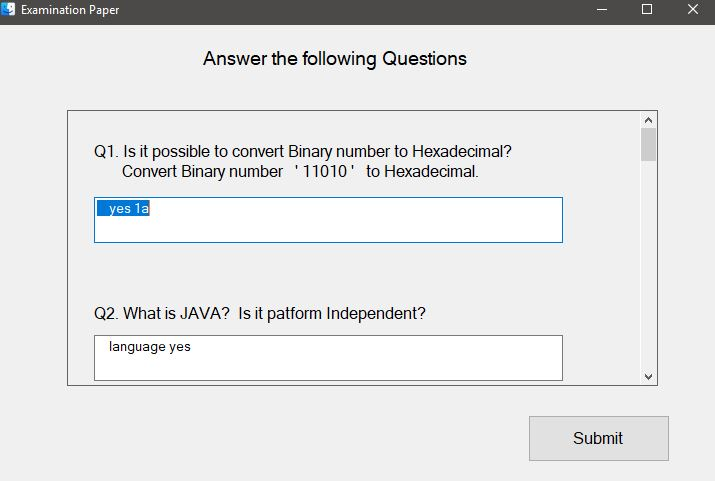 Examination Paper
Answer the following Questions
Q1. Is it possible to convert Binary number to Hexadecimal?
Convert Binary number ' 11010 ' to Hexadecimal.
yes 1a
Q2. What is JAVA? Is it patform Independent?
language yes
Submit